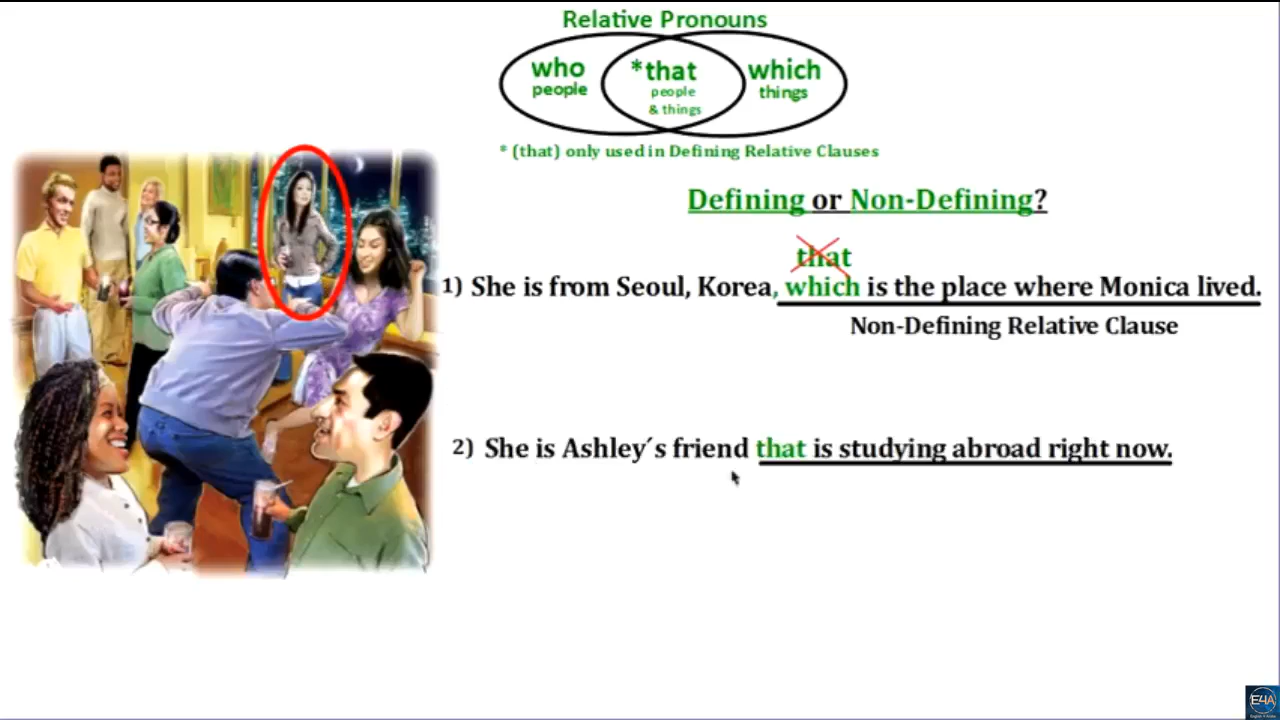 Relative Pronouns
who *that which
people people things
& things
* (that) only used in Defining Relative Clauses
Defining or Non-Defining?
that
1) She is from Seoul, Korea, which is the place where Monica lived.
Non-Defining Relative Clause
2) She is Ashley´s friend that is studying abroad right now.
E4A